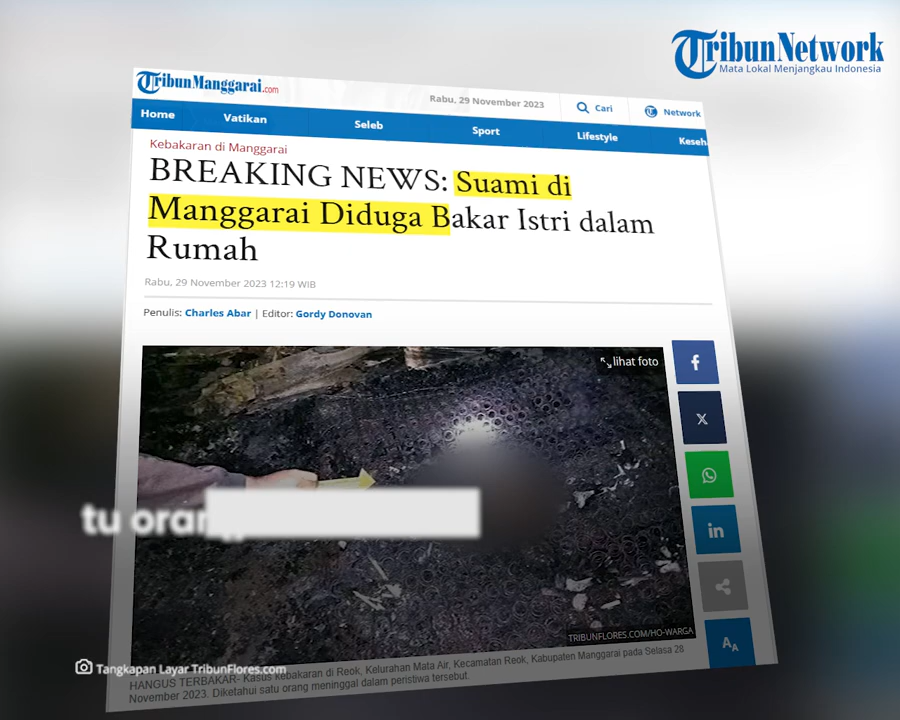 TribunNetwork
Mata Lokal Menjangkau Indonesia
TribunManggarai.com
Rabu, 29 November 2023
Cari
Network
Home
Vatikan
Seleb
Sport
Lifestyle
Keseh
Kebakaran di Manggarai
BREAKING NEWS: Suami di
Manggarai Diduga Bakar Istri dalam
Rumah
Rabu, 29 November 2023 12:19 WIB
Penulis: Charles Abar | Editor: Gordy Donovan
lihat foto
tu oran
TRIBUNFLORES.COM/HO-WARGA
Tangkapan Layar TribunFlores.com
HANGUS TERBAKAR- Kasus kebakaran di Reok, Kelurahan Mata Air, Kecamatan Reok, Kabupaten Manggarai pada Selasa 28
November 2023. Diketahui satu orang meninggal dalam peristiwa tersebut.